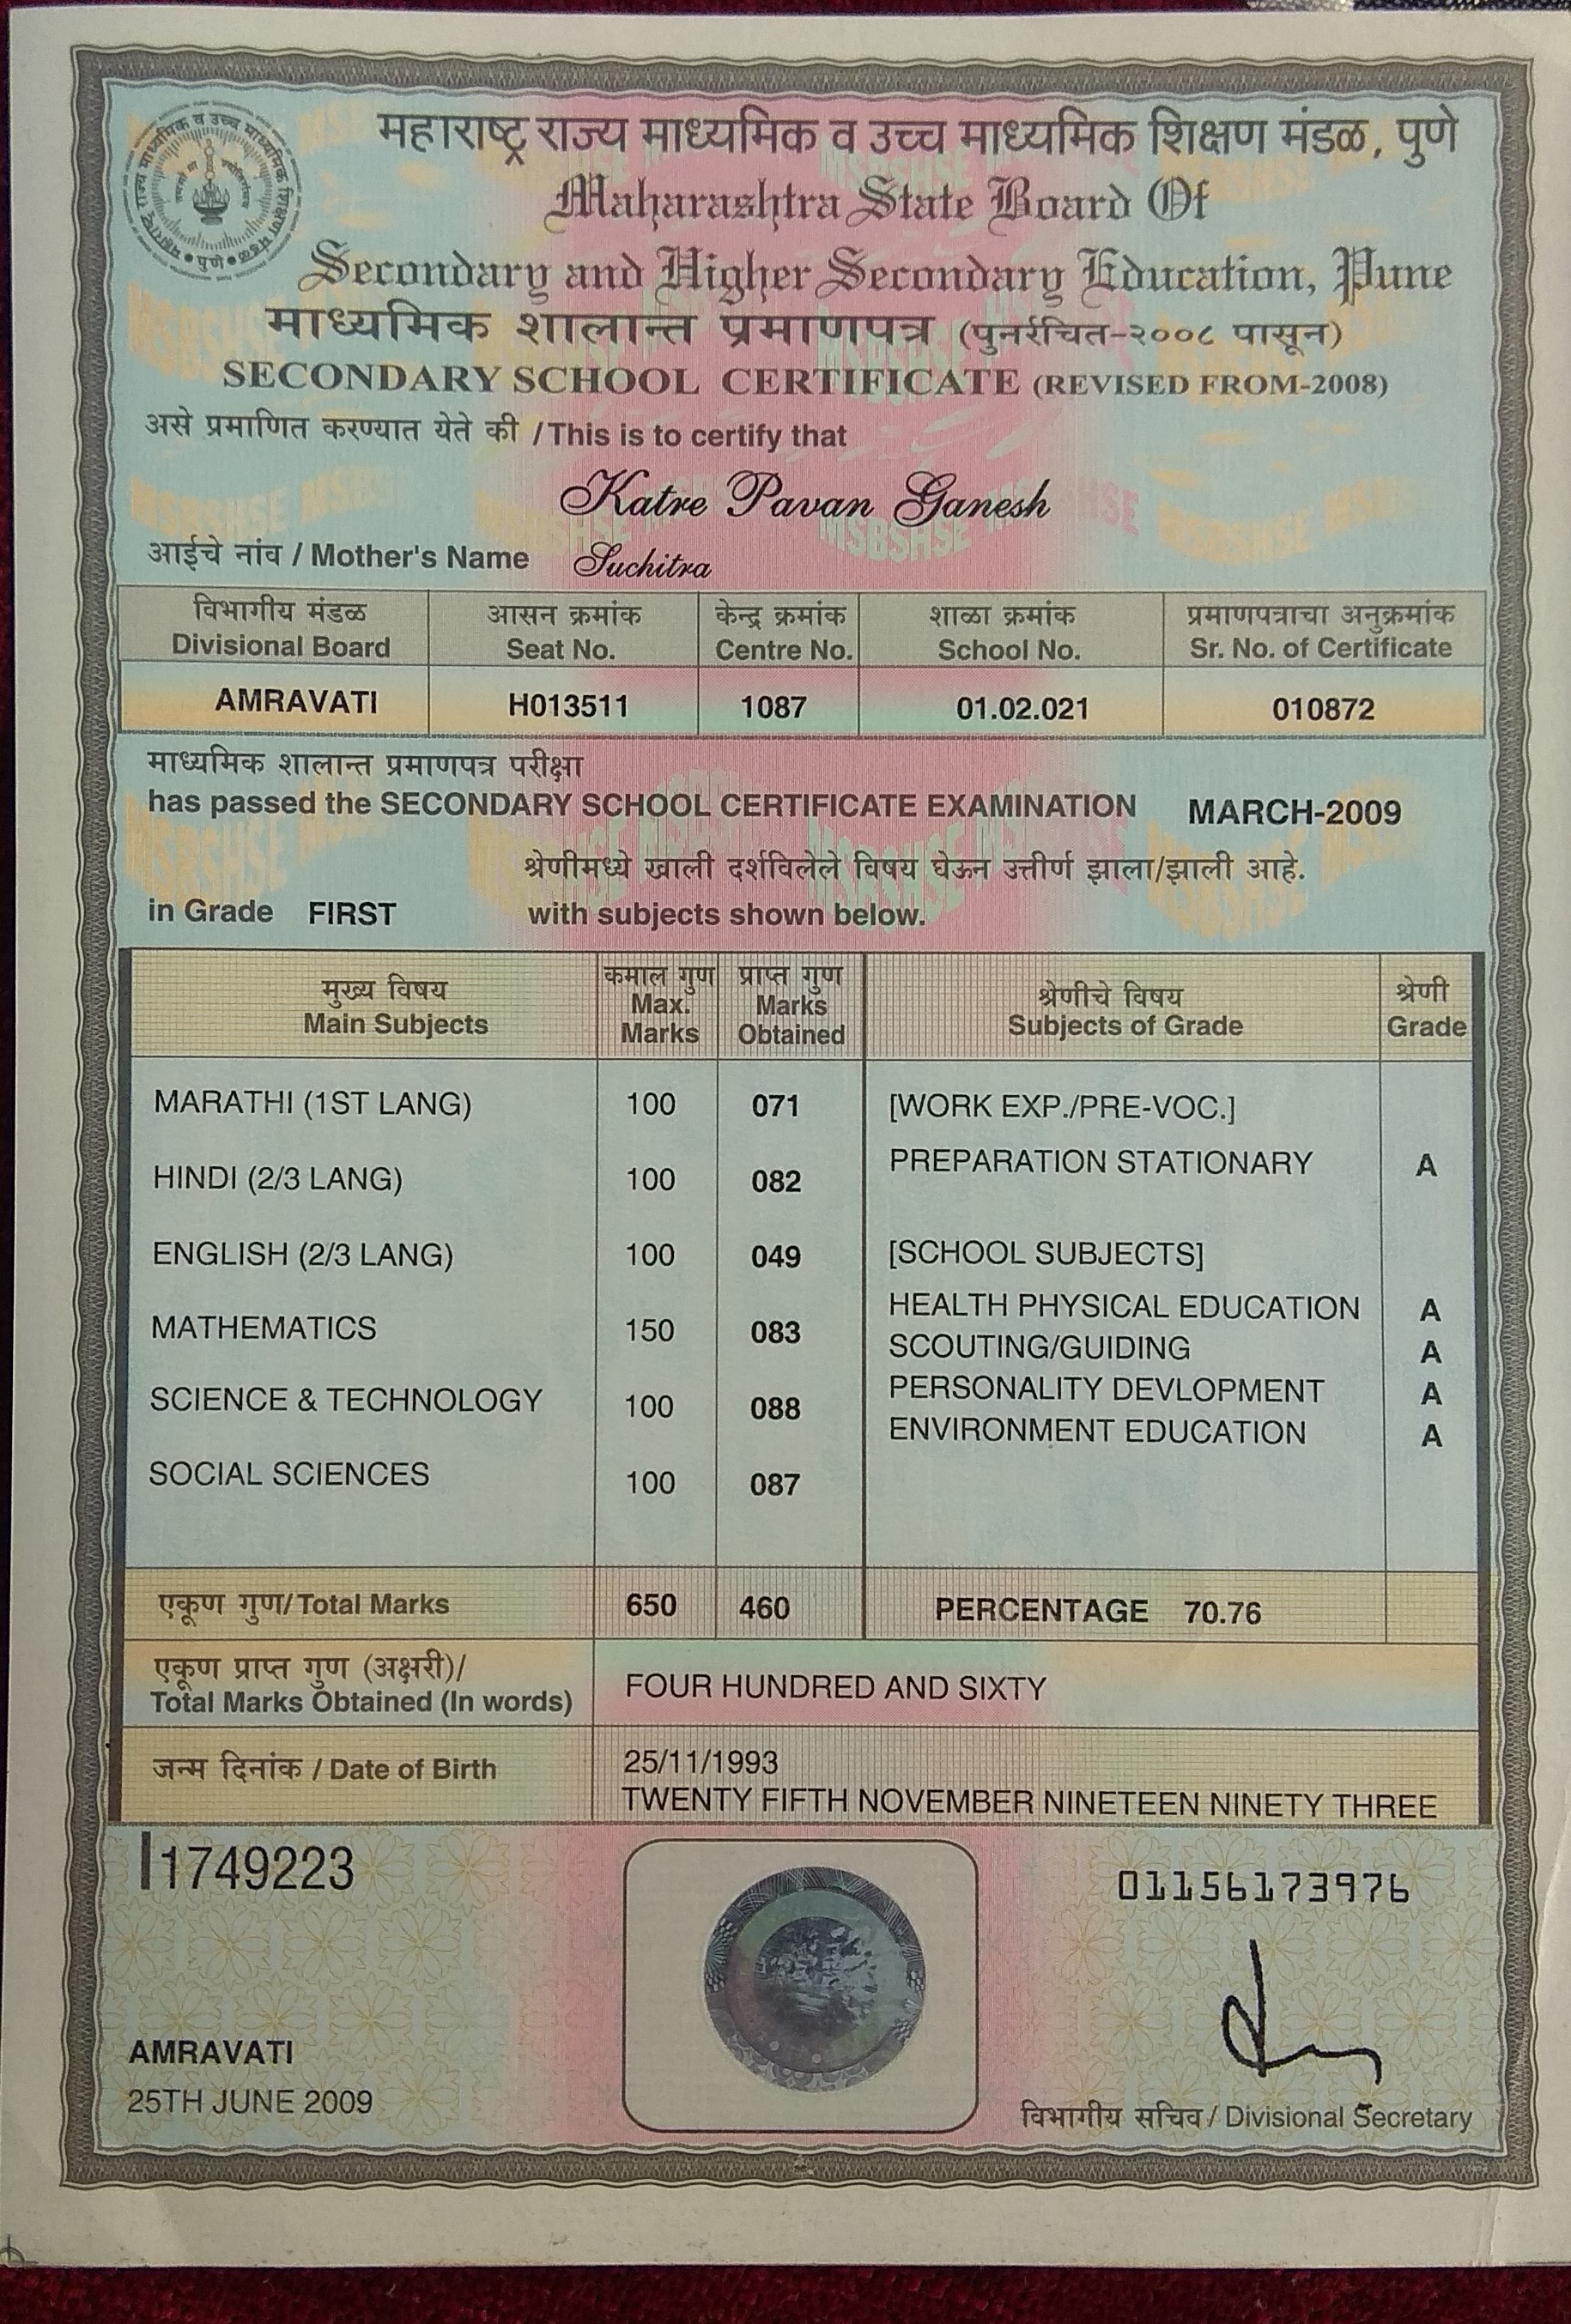 महाराष्ट्र राज्य माध्यमिक व उच्च माध्यमिक शिक्षण मंडळ, पुणे
Maharashtra State Board Of
Secondary and Higher Secondary Education, Pune
माध्यमिक शालान्त प्रमाणपत्र (पुनर्रचित-२००८ पासून)
SECONDARY SCHOOL CERTIFICATE (REVISED FROM-2008)
असे प्रमाणित करण्यात येते की / This is to certify that
Katre Pavan Ganesh
आईचे नांव / Mother's Name Suchitra
विभागीय मंडळ आसन क्रमांक केन्द्र क्रमांक शाळा क्रमांक प्रमाणपत्राचा अनुक्रमांक
Divisional Board Seat No. Centre No. School No. Sr. No. of Certificate
AMRAVATI H013511 1087 01.02.021 010872
माध्यमिक शालान्त प्रमाणपत्र परीक्षा
has passed the SECONDARY SCHOOL CERTIFICATE EXAMINATION MARCH-2009
श्रेणीमध्ये खाली दर्शविलेले विषय घेऊन उत्तीर्ण झाला/झाली आहे.
in Grade FIRST with subjects shown below.
मुख्य विषय कमाल गुण प्राप्त गुण श्रेणीचे विषय श्रेणी
Main Subjects Max. Marks Marks Obtained Subjects of Grade Grade
MARATHI (1ST LANG) 100 071 [WORK EXP./PRE-VOC.]
PREPARATION STATIONARY A
HINDI (2/3 LANG) 100 082
ENGLISH (2/3 LANG) 100 049 [SCHOOL SUBJECTS]
HEALTH PHYSICAL EDUCATION A
MATHEMATICS 150 083 SCOUTING/GUIDING A
PERSONALITY DEVLOPMENT A
SCIENCE & TECHNOLOGY 100 088 ENVIRONMENT EDUCATION A
SOCIAL SCIENCES 100 087
एकूण गुण/ Total Marks 650 460 PERCENTAGE 70.76
एकूण प्राप्त गुण (अक्षरी)/
Total Marks Obtained (In words) FOUR HUNDRED AND SIXTY
जन्म दिनांक / Date of Birth 25/11/1993
TWENTY FIFTH NOVEMBER NINETEEN NINETY THREE
1749223
01156173976
AMRAVATI
25TH JUNE 2009
विभागीय सचिव / Divisional Secretary